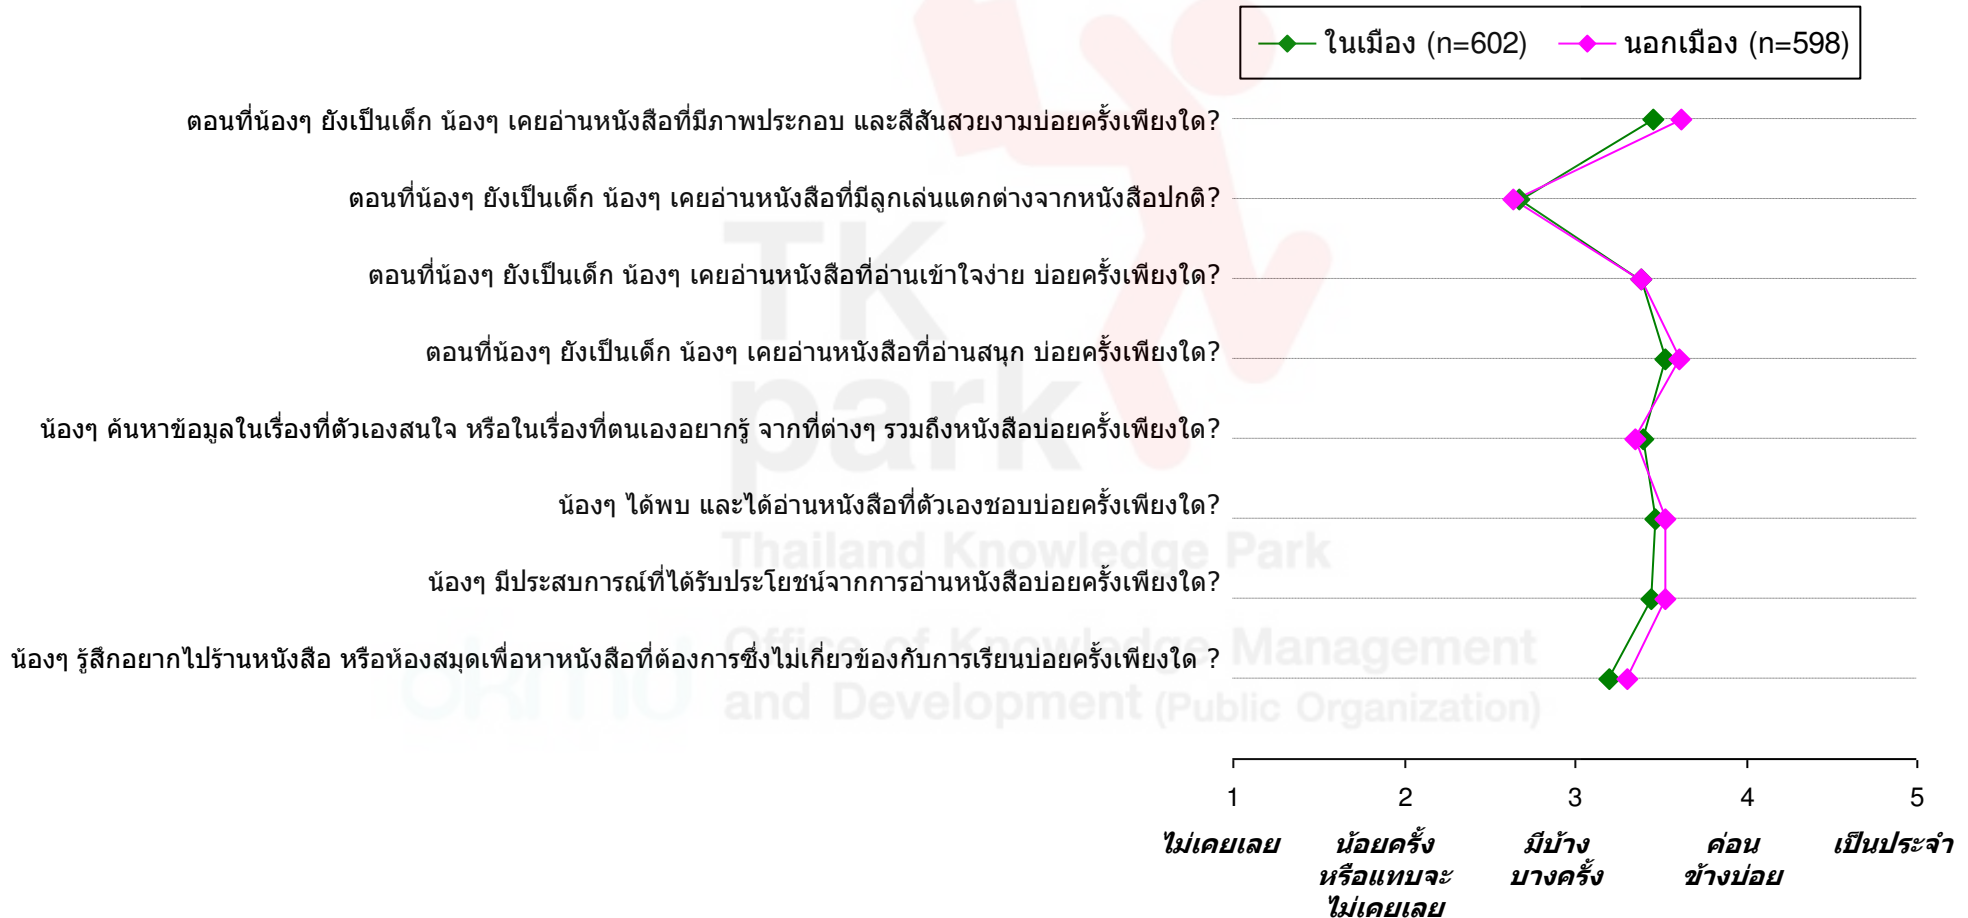 ในเมือง (n=602) นอกเมือง (n=598)
ตอนที่น้องๆ ยังเป็นเด็ก น้องๆ เคยอ่านหนังสือที่มีภาพประกอบ และสีสันสวยงามบ่อยครั้งเพียงใด?
ตอนที่น้องๆ ยังเป็นเด็ก น้องๆ เคยอ่านหนังสือที่มีลูกเล่นแตกต่างจากหนังสือปกติ?
ตอนที่น้องๆ ยังเป็นเด็ก น้องๆ เคยอ่านหนังสือที่อ่านเข้าใจง่าย บ่อยครั้งเพียงใด?
ตอนที่น้องๆ ยังเป็นเด็ก น้องๆ เคยอ่านหนังสือที่อ่านสนุก บ่อยครั้งเพียงใด?
น้องๆ ค้นหาข้อมูลในเรื่องที่ตัวเองสนใจ หรือในเรื่องที่ตนเองอยากรู้ จากที่ต่างๆ รวมถึงหนังสือบ่อยครั้งเพียงใด?
น้องๆ ได้พบ และได้อ่านหนังสือที่ตัวเองชอบบ่อยครั้งเพียงใด?
น้องๆ มีประสบการณ์ที่ได้รับประโยชน์จากการอ่านหนังสือบ่อยครั้งเพียงใด?
น้องๆ รู้สึกอยากไปร้านหนังสือ หรือห้องสมุดเพื่อหาหนังสือที่ต้องการซึ่งไม่เกี่ยวข้องกับการเรียนบ่อยครั้งเพียงใด ?
TK
park
Thailand Knowledge Park
okmd
Office of Knowledge Management
and Development (Public Organization)
1 2 3 4 5
ไม่เคยเลย น้อยครั้ง มีบ้าง ค่อน เป็นประจำ
หรือแทบจะ บางครั้ง ข้างบ่อย
ไม่เคยเลย